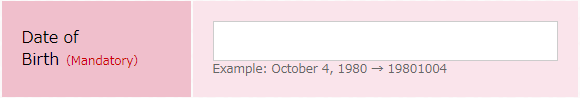 Date of
Birth (Mandatory)
Example: October 4, 1980 → 19801004